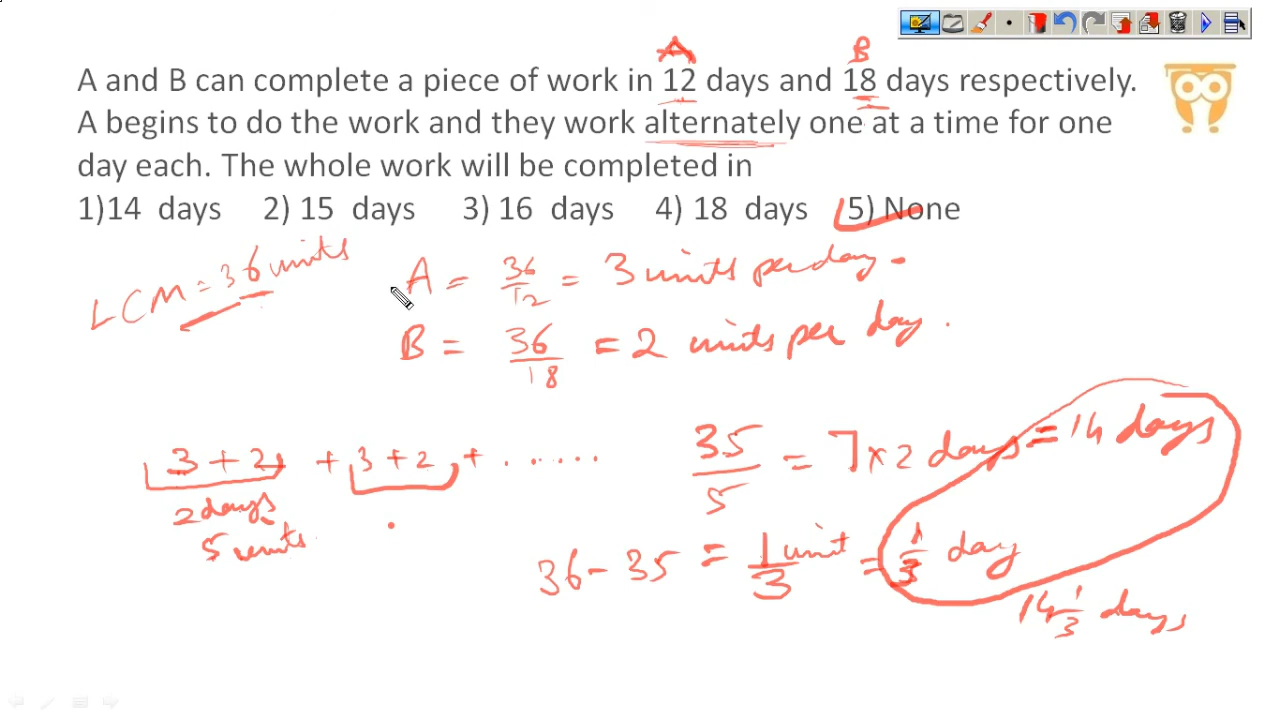 A B
A and B can complete a piece of work in 12 days and 18 days respectively.
A begins to do the work and they work alternately one at a time for one
day each. The whole work will be completed in
1)14 days 2) 15 days 3) 16 days 4) 18 days 5) None
LCM = 36 units
A = 36/12 = 3 units per day.
B = 36/18 = 2 units per day.
3 + 2 + 3 + 2 + ......
2 days
5 units
35/5 = 7 x 2 days = 14 days
36 - 35 = 1 unit/3 = 1/3 day
14 1/3 days